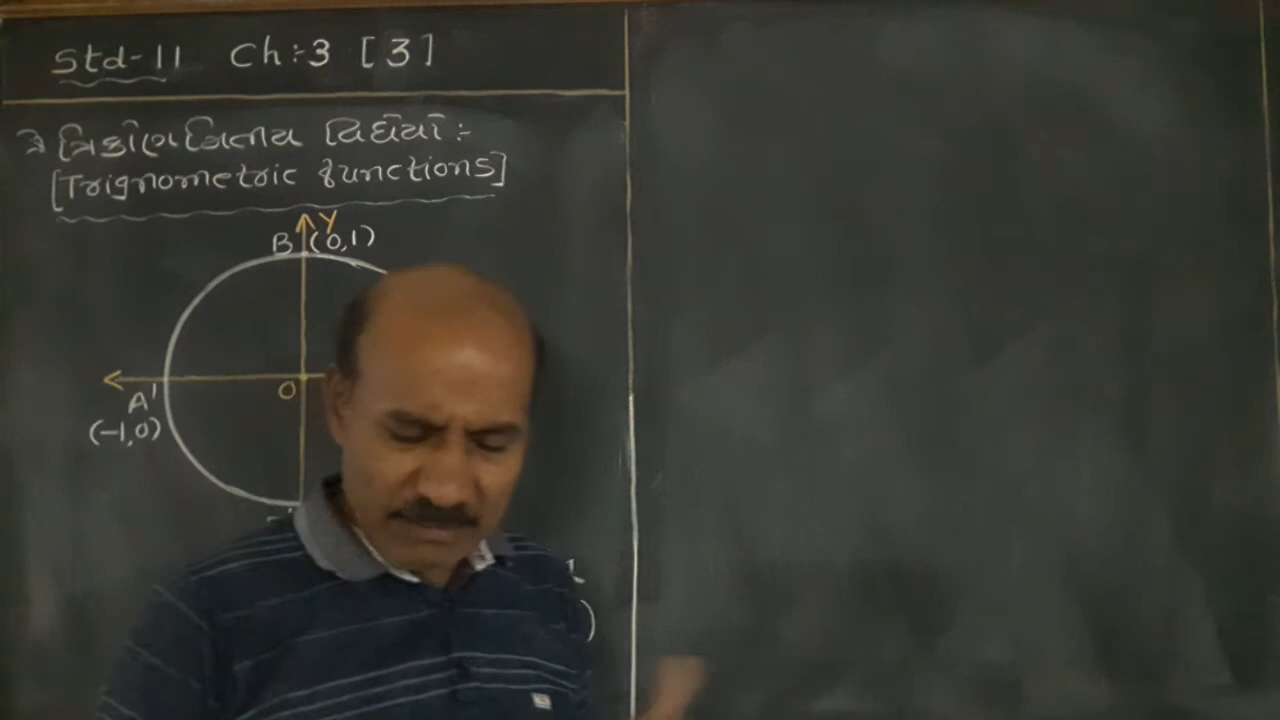 Std-11 Ch:-3 [3]
ત્રિકોણમિતીય વિધેયો :-
[Trignometric functions]
Y
B (0,1)
O
A'
(-1,0)